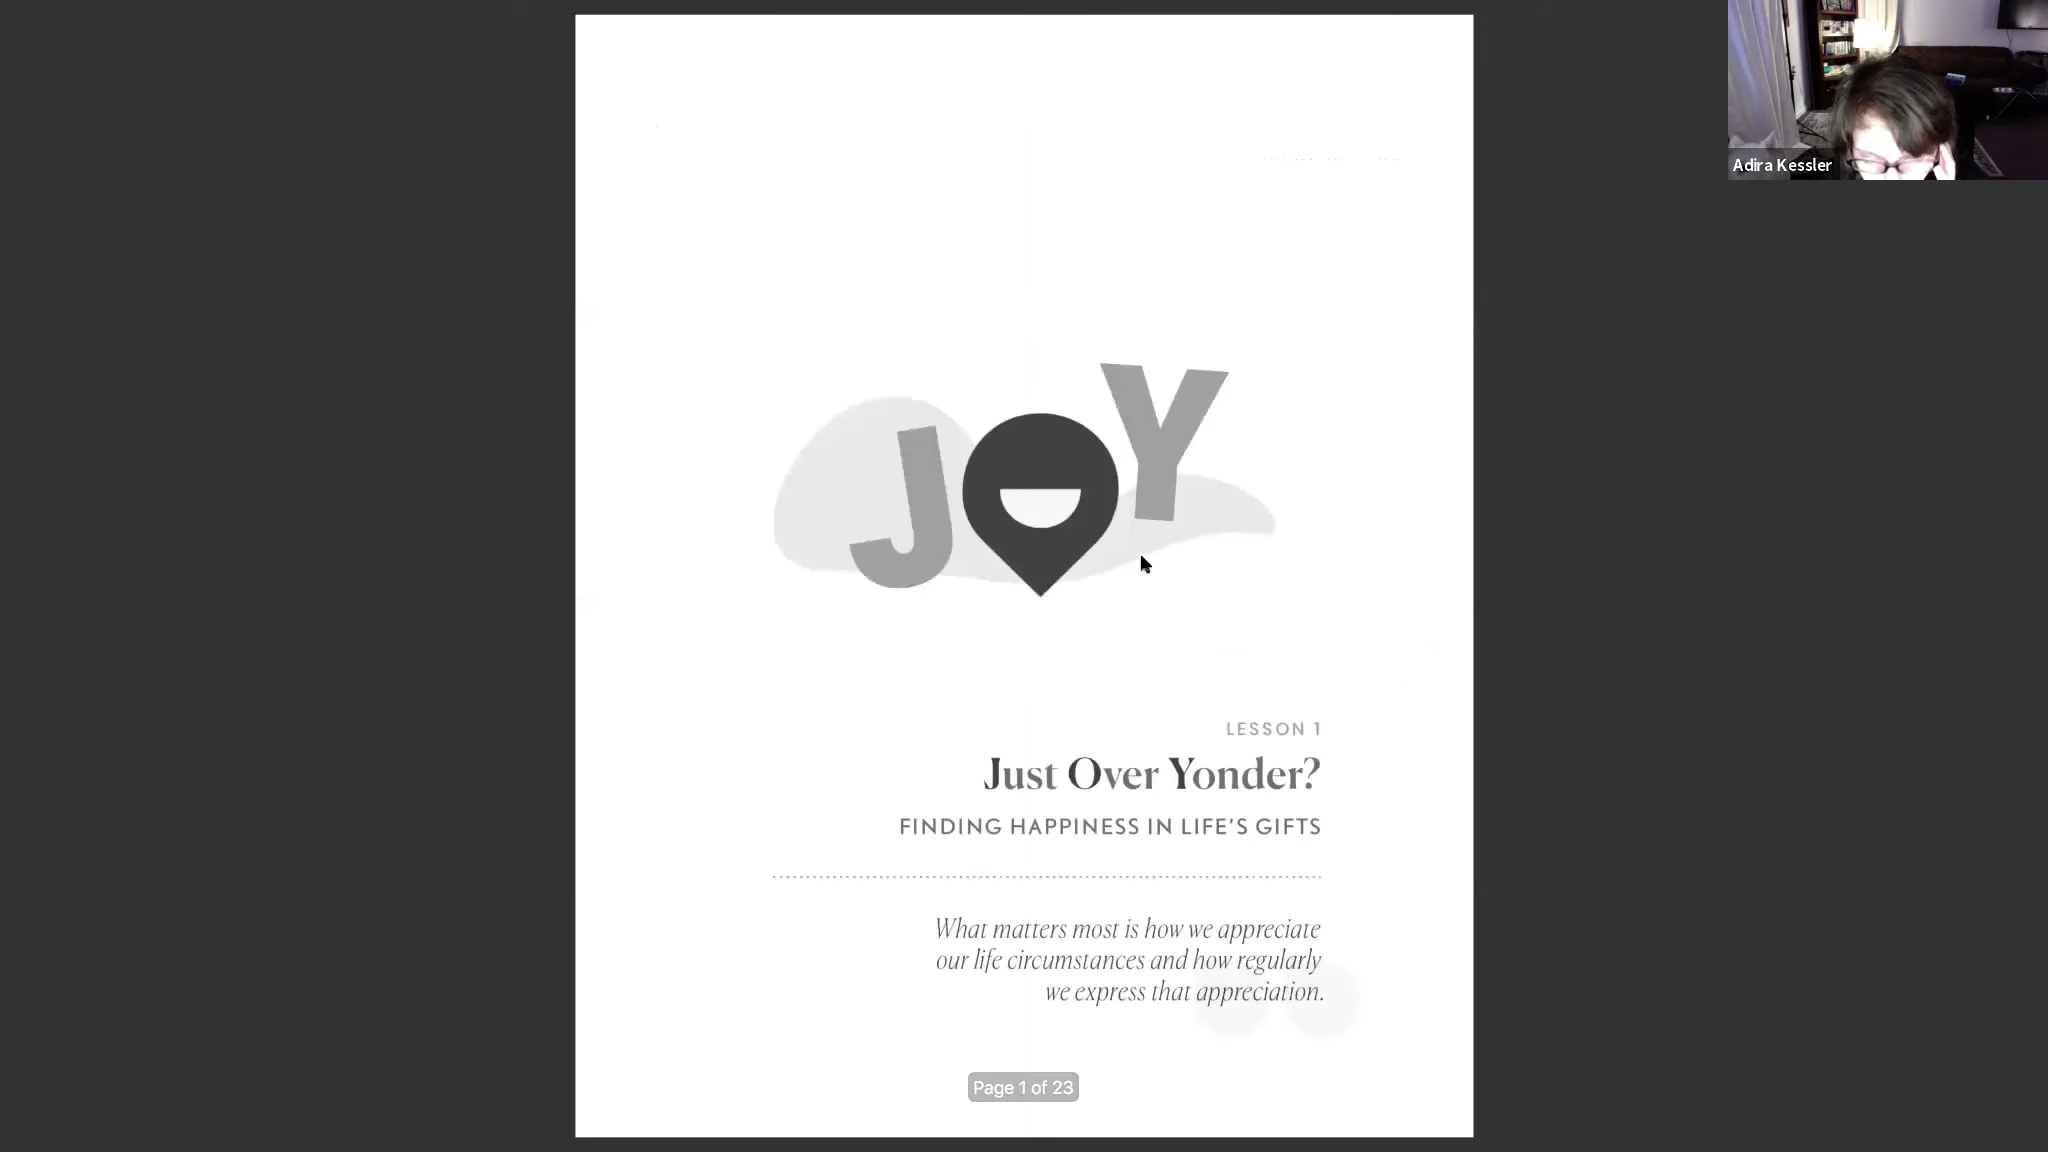 Adira Kessler
JOY
LESSON 1
Just Over Yonder?
FINDING HAPPINESS IN LIFE’S GIFTS
What matters most is how we appreciate
our life circumstances and how regularly
we express that appreciation.
Page 1 of 23